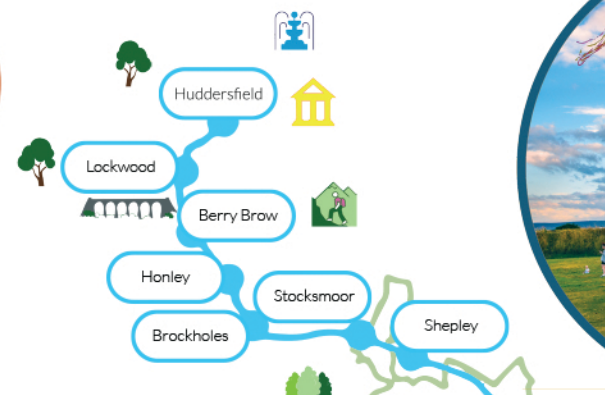 Huddersfield
Lockwood
Berry Brow
Honley
Stocksmoor
Shepley
Brockholes